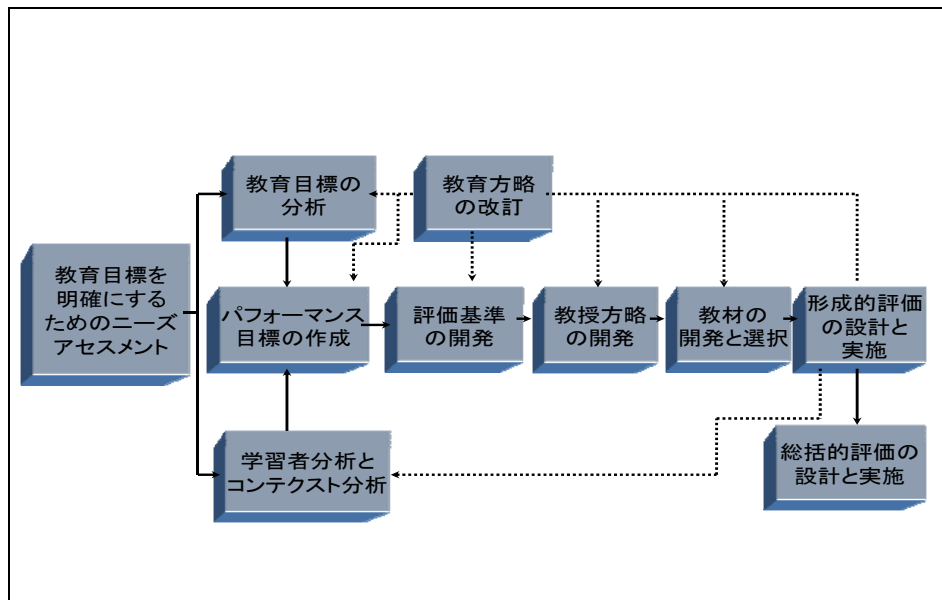 教育目標の
分析
教育方略
の改訂
教育目標を
明確にする
ためのニーズ
アセスメント
パフォーマンス
目標の作成
評価基準
の開発
教授方略
の開発
教材の
開発と選択
形成的評価
の設計と
実施
学習者分析と
コンテクスト分析
総括的評価の
設計と実施